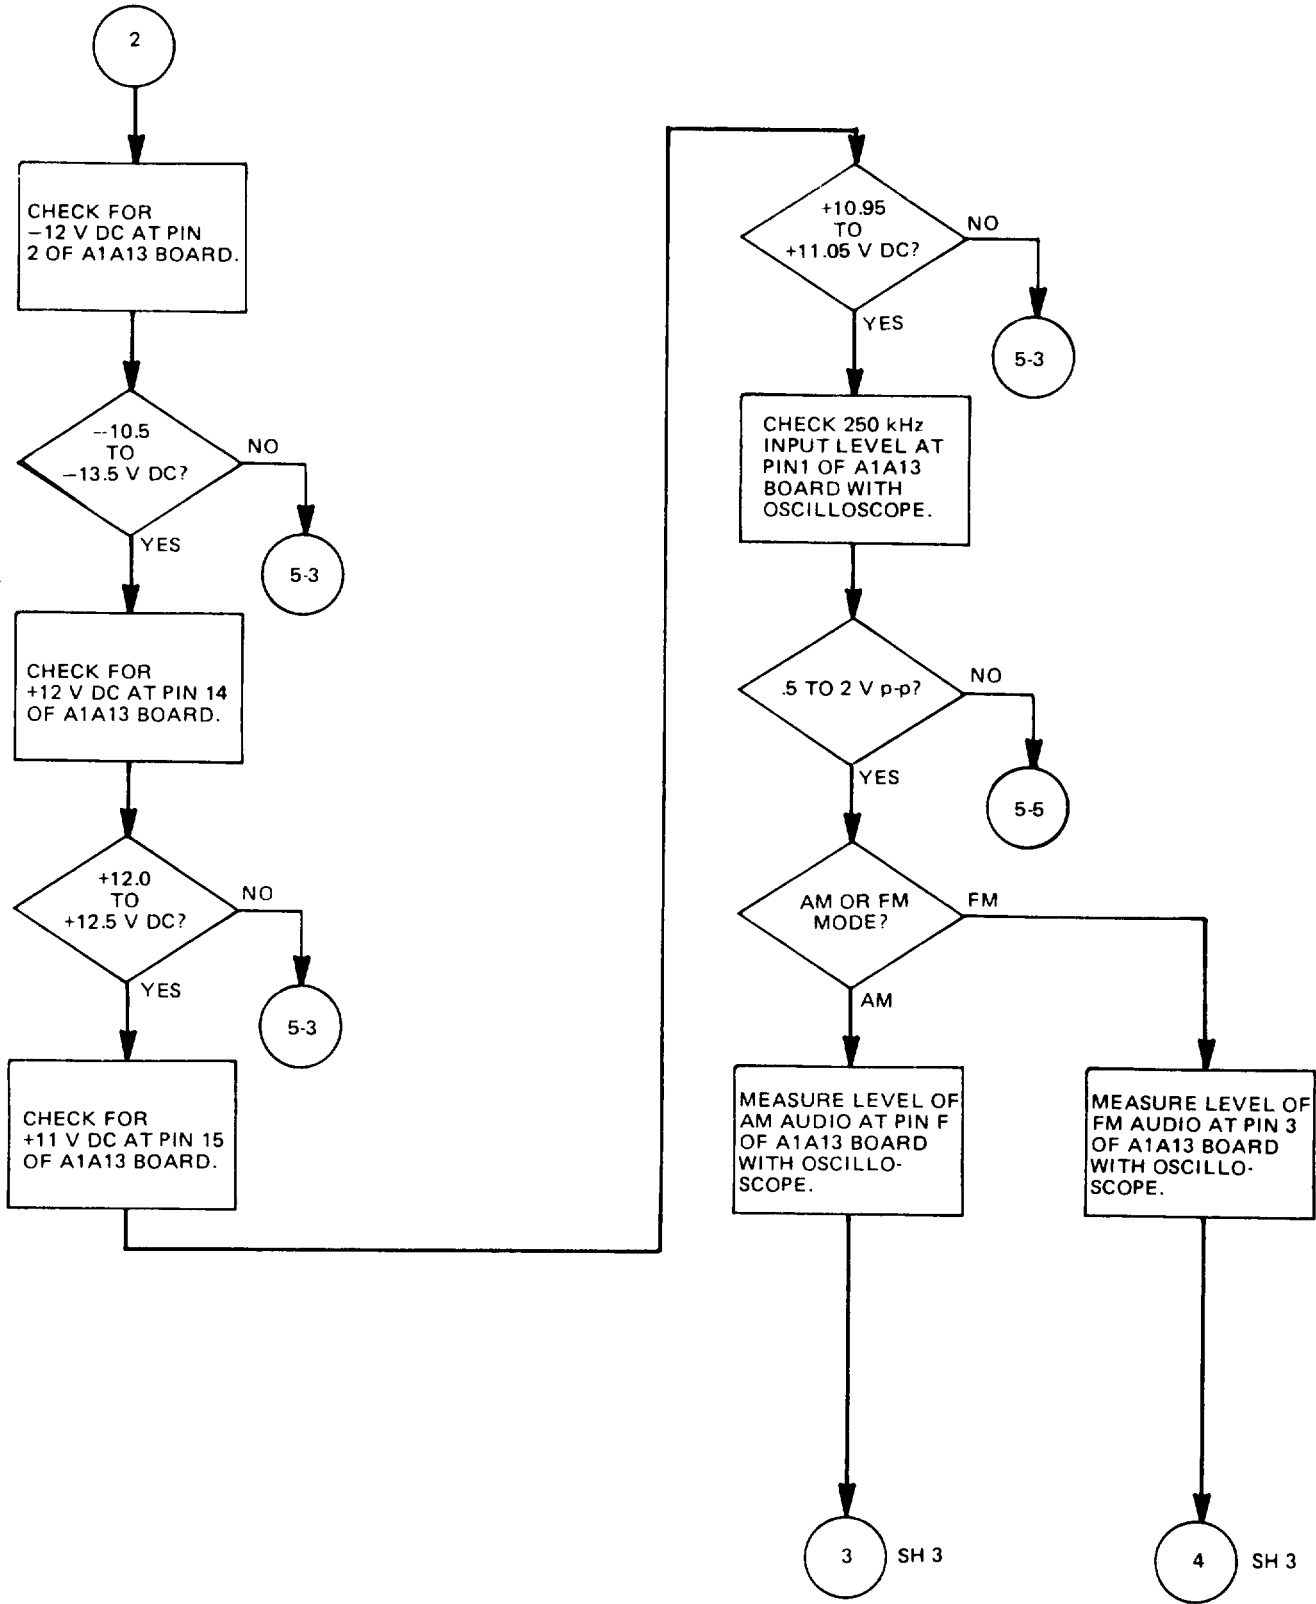 2
CHECK FOR
–12 V DC AT PIN
2 OF A1A13 BOARD.
–10.5
TO
–13.5 V DC?
NO
5-3
YES
CHECK FOR
+12 V DC AT PIN 14
OF A1A13 BOARD.
+12.0
TO
+12.5 V DC?
NO
5-3
YES
CHECK FOR
+11 V DC AT PIN 15
OF A1A13 BOARD.
+10.95
TO
+11.05 V DC?
NO
5-3
YES
CHECK 250 kHz
INPUT LEVEL AT
PIN1 OF A1A13
BOARD WITH
OSCILLOSCOPE.
.5 TO 2 V p-p?
NO
5-5
YES
AM OR FM
MODE?
FM
AM
MEASURE LEVEL OF
AM AUDIO AT PIN F
OF A1A13 BOARD
WITH OSCILLO-
SCOPE.
MEASURE LEVEL OF
FM AUDIO AT PIN 3
OF A1A13 BOARD
WITH OSCILLO-
SCOPE.
3
SH 3
4
SH 3